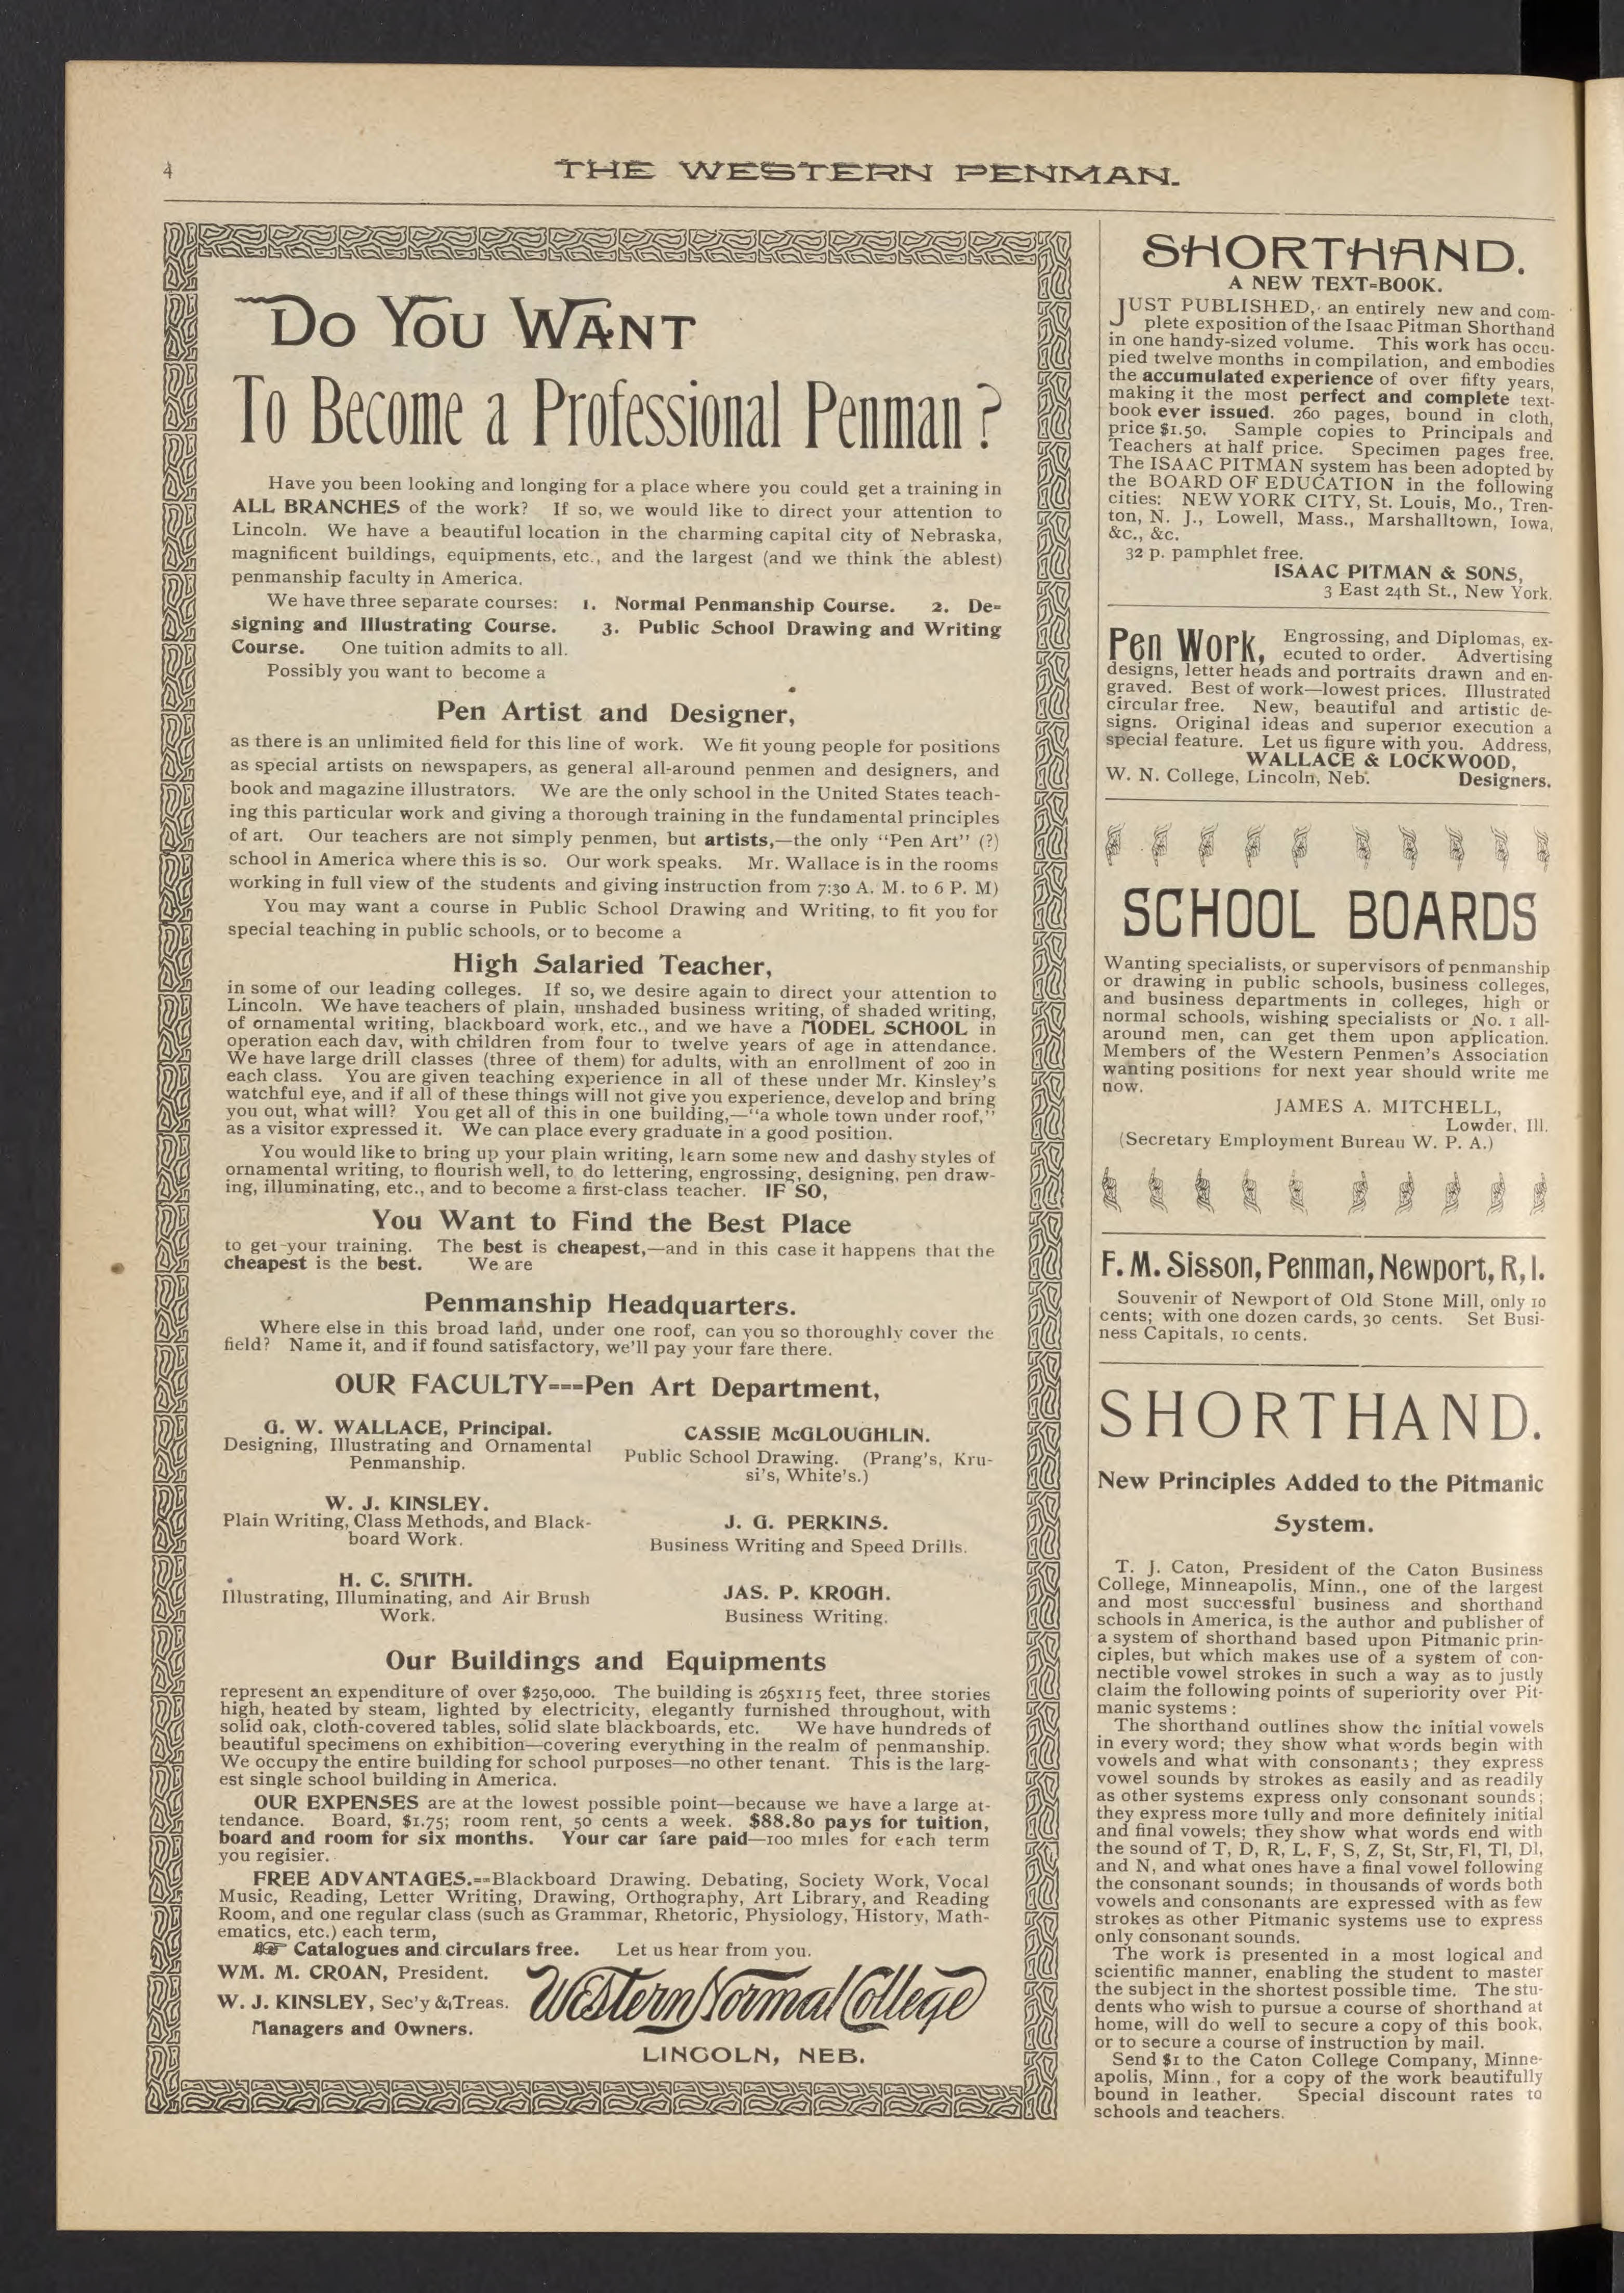 4
THE WESTERN PENMAN.
Do You Want
To Become a Professional Penman?
Have you been looking and longing for a place where you could get a training in
ALL BRANCHES of the work? If so, we would like to direct your attention to
Lincoln. We have a beautiful location in the charming capital city of Nebraska,
magnificent buildings, equipments, etc., and the largest (and we think the ablest)
penmanship faculty in America.
We have three separate courses: 1. Normal Penmanship Course. 2. De-
signing and Illustrating Course. 3. Public School Drawing and Writing
Course. One tuition admits to all.
Possibly you want to become a
Pen Artist and Designer,
as there is an unlimited field for this line of work. We fit young people for positions
as special artists on newspapers, as general all-around penmen and designers, and
book and magazine illustrators. We are the only school in the United States teach-
ing this particular work and giving a thorough training in the fundamental principles
of art. Our teachers are not simply penmen, but artists,—the only "Pen Art" (?)
school in America where this is so. Our work speaks. Mr. Wallace is in the rooms
working in full view of the students and giving instruction from 7:30 A. M. to 6 P. M)
You may want a course in Public School Drawing and Writing, to fit you for
special teaching in public schools, or to become a
High Salaried Teacher,
in some of our leading colleges. If so, we desire again to direct your attention to
Lincoln. We have teachers of plain, unshaded business writing, of shaded writing,
of ornamental writing, blackboard work, etc., and we have a MODEL SCHOOL in
operation each day, with children from four to twelve years of age in attendance.
We have large drill classes (three of them) for adults, with an enrollment of 200 in
each class. You are given teaching experience in all of these under Mr. Kinsley's
watchful eye, and if all of these things will not give you experience, develop and bring
you out, what will? You get all of this in one building,—"a whole town under roof,"
as a visitor expressed it. We can place every graduate in a good position.
You would like to bring up your plain writing, learn some new and dashy styles of
ornamental writing, to flourish well, to do lettering, engrossing, designing, pen draw-
ing, illuminating, etc., and to become a first-class teacher. IF SO,
You Want to Find the Best Place
to get your training. The best is cheapest,—and in this case it happens that the
cheapest is the best. We are
Penmanship Headquarters.
Where else in this broad land, under one roof, can you so thoroughly cover the
field? Name it, and if found satisfactory, we'll pay your fare there.
OUR FACULTY---Pen Art Department,
G. W. WALLACE, Principal.
Designing, Illustrating and Ornamental
Penmanship.
W. J. KINSLEY.
Plain Writing, Class Methods, and Black-
board Work.
H. C. SMITH.
Illustrating, Illuminating, and Air Brush
Work.
CASSIE McGLOUGHLIN.
Public School Drawing. (Prang's, Kru-
si's, White's.)
J. G. PERKINS.
Business Writing and Speed Drills.
JAS. P. KROGH.
Business Writing.
Our Buildings and Equipments
represent an expenditure of over $250,000. The building is 265x115 feet, three stories
high, heated by steam, lighted by electricity, elegantly furnished throughout, with
solid oak, cloth-covered tables, solid slate blackboards, etc. We have hundreds of
beautiful specimens on exhibition—covering everything in the realm of penmanship.
We occupy the entire building for school purposes—no other tenant. This is the larg-
est single school building in America.
OUR EXPENSES are at the lowest possible point—because we have a large at-
tendance. Board, $1.75; room rent, 50 cents a week. $88.80 pays for tuition,
board and room for six months. Your car fare paid—100 miles for each term
you regisier.
FREE ADVANTAGES.--Blackboard Drawing. Debating, Society Work, Vocal
Music, Reading, Letter Writing, Drawing, Orthography, Art Library, and Reading
Room, and one regular class (such as Grammar, Rhetoric, Physiology, History, Math-
ematics, etc.) each term,
☞ Catalogues and circulars free. Let us hear from you.
WM. M. CROAN, President.
W. J. KINSLEY, Sec'y & Treas.
Managers and Owners.
Western Normal College
LINCOLN, NEB.
SHORTHAND.
A NEW TEXT-BOOK.
JUST PUBLISHED, an entirely new and com-
plete exposition of the Isaac Pitman Shorthand
in one handy-sized volume. This work has occu-
pied twelve months in compilation, and embodies
the accumulated experience of over fifty years,
making it the most perfect and complete text-
book ever issued. 260 pages, bound in cloth,
price $1.50. Sample copies to Principals and
Teachers at half price. Specimen pages free.
The ISAAC PITMAN system has been adopted by
the BOARD OF EDUCATION in the following
cities: NEW YORK CITY, St. Louis, Mo., Tren-
ton, N. J., Lowell, Mass., Marshalltown, Iowa,
&c., &c.
32 p. pamphlet free.
ISAAC PITMAN & SONS,
3 East 24th St., New York.
Pen Work, Engrossing, and Diplomas, ex-
ecuted to order. Advertising
designs, letter heads and portraits drawn and en-
graved. Best of work—lowest prices. Illustrated
circular free. New, beautiful and artistic de-
signs. Original ideas and superior execution a
special feature. Let us figure with you. Address,
WALLACE & LOCKWOOD,
W. N. College, Lincoln, Neb. Designers.
SCHOOL BOARDS
Wanting specialists, or supervisors of penmanship
or drawing in public schools, business colleges,
and business departments in colleges, high or
normal schools, wishing specialists or No. 1 all-
around men, can get them upon application.
Members of the Western Penmen's Association
wanting positions for next year should write me
now.
JAMES A. MITCHELL,
Lowder, Ill.
(Secretary Employment Bureau W. P. A.)
F. M. Sisson, Penman, Newport, R, I.
Souvenir of Newport of Old Stone Mill, only 10
cents; with one dozen cards, 30 cents. Set Busi-
ness Capitals, 10 cents.
SHORTHAND.
New Principles Added to the Pitmanic
System.
T. J. Caton, President of the Caton Business
College, Minneapolis, Minn., one of the largest
and most successful business and shorthand
schools in America, is the author and publisher of
a system of shorthand based upon Pitmanic prin-
ciples, but which makes use of a system of con-
nectible vowel strokes in such a way as to justly
claim the following points of superiority over Pit-
manic systems:
The shorthand outlines show the initial vowels
in every word; they show what words begin with
vowels and what with consonants; they express
vowel sounds by strokes as easily and as readily
as other systems express only consonant sounds;
they express more fully and more definitely initial
and final vowels; they show what words end with
the sound of T, D, R, L, F, S, Z, St, Str, Fl, Tl, Dl,
and N, and what ones have a final vowel following
the consonant sounds; in thousands of words both
vowels and consonants are expressed with as few
strokes as other Pitmanic systems use to express
only consonant sounds.
The work is presented in a most logical and
scientific manner, enabling the student to master
the subject in the shortest possible time. The stu-
dents who wish to pursue a course of shorthand at
home, will do well to secure a copy of this book,
or to secure a course of instruction by mail.
Send $1 to the Caton College Company, Minne-
apolis, Minn., for a copy of the work beautifully
bound in leather. Special discount rates to
schools and teachers.